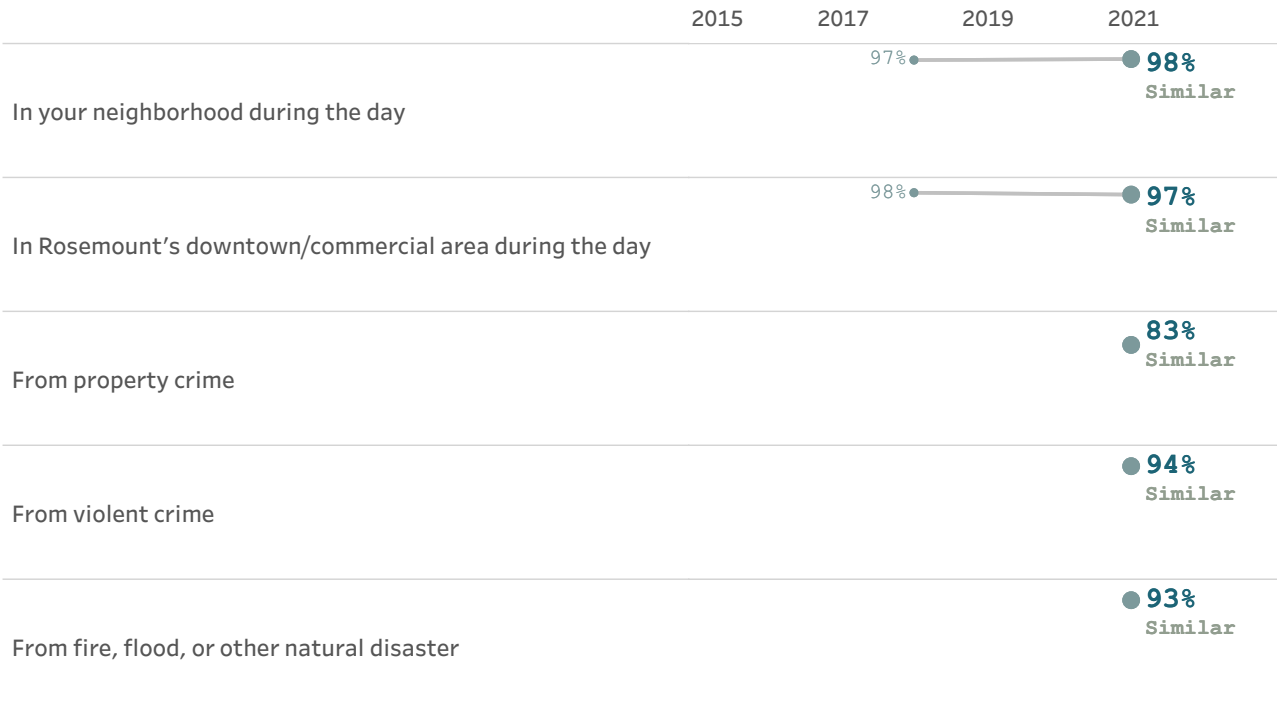 2015 2017 2019 2021
97% 98%
Similar
In your neighborhood during the day
98% 97%
Similar
In Rosemount's downtown/commercial area during the day
83%
Similar
From property crime
94%
Similar
From violent crime
93%
Similar
From fire, flood, or other natural disaster